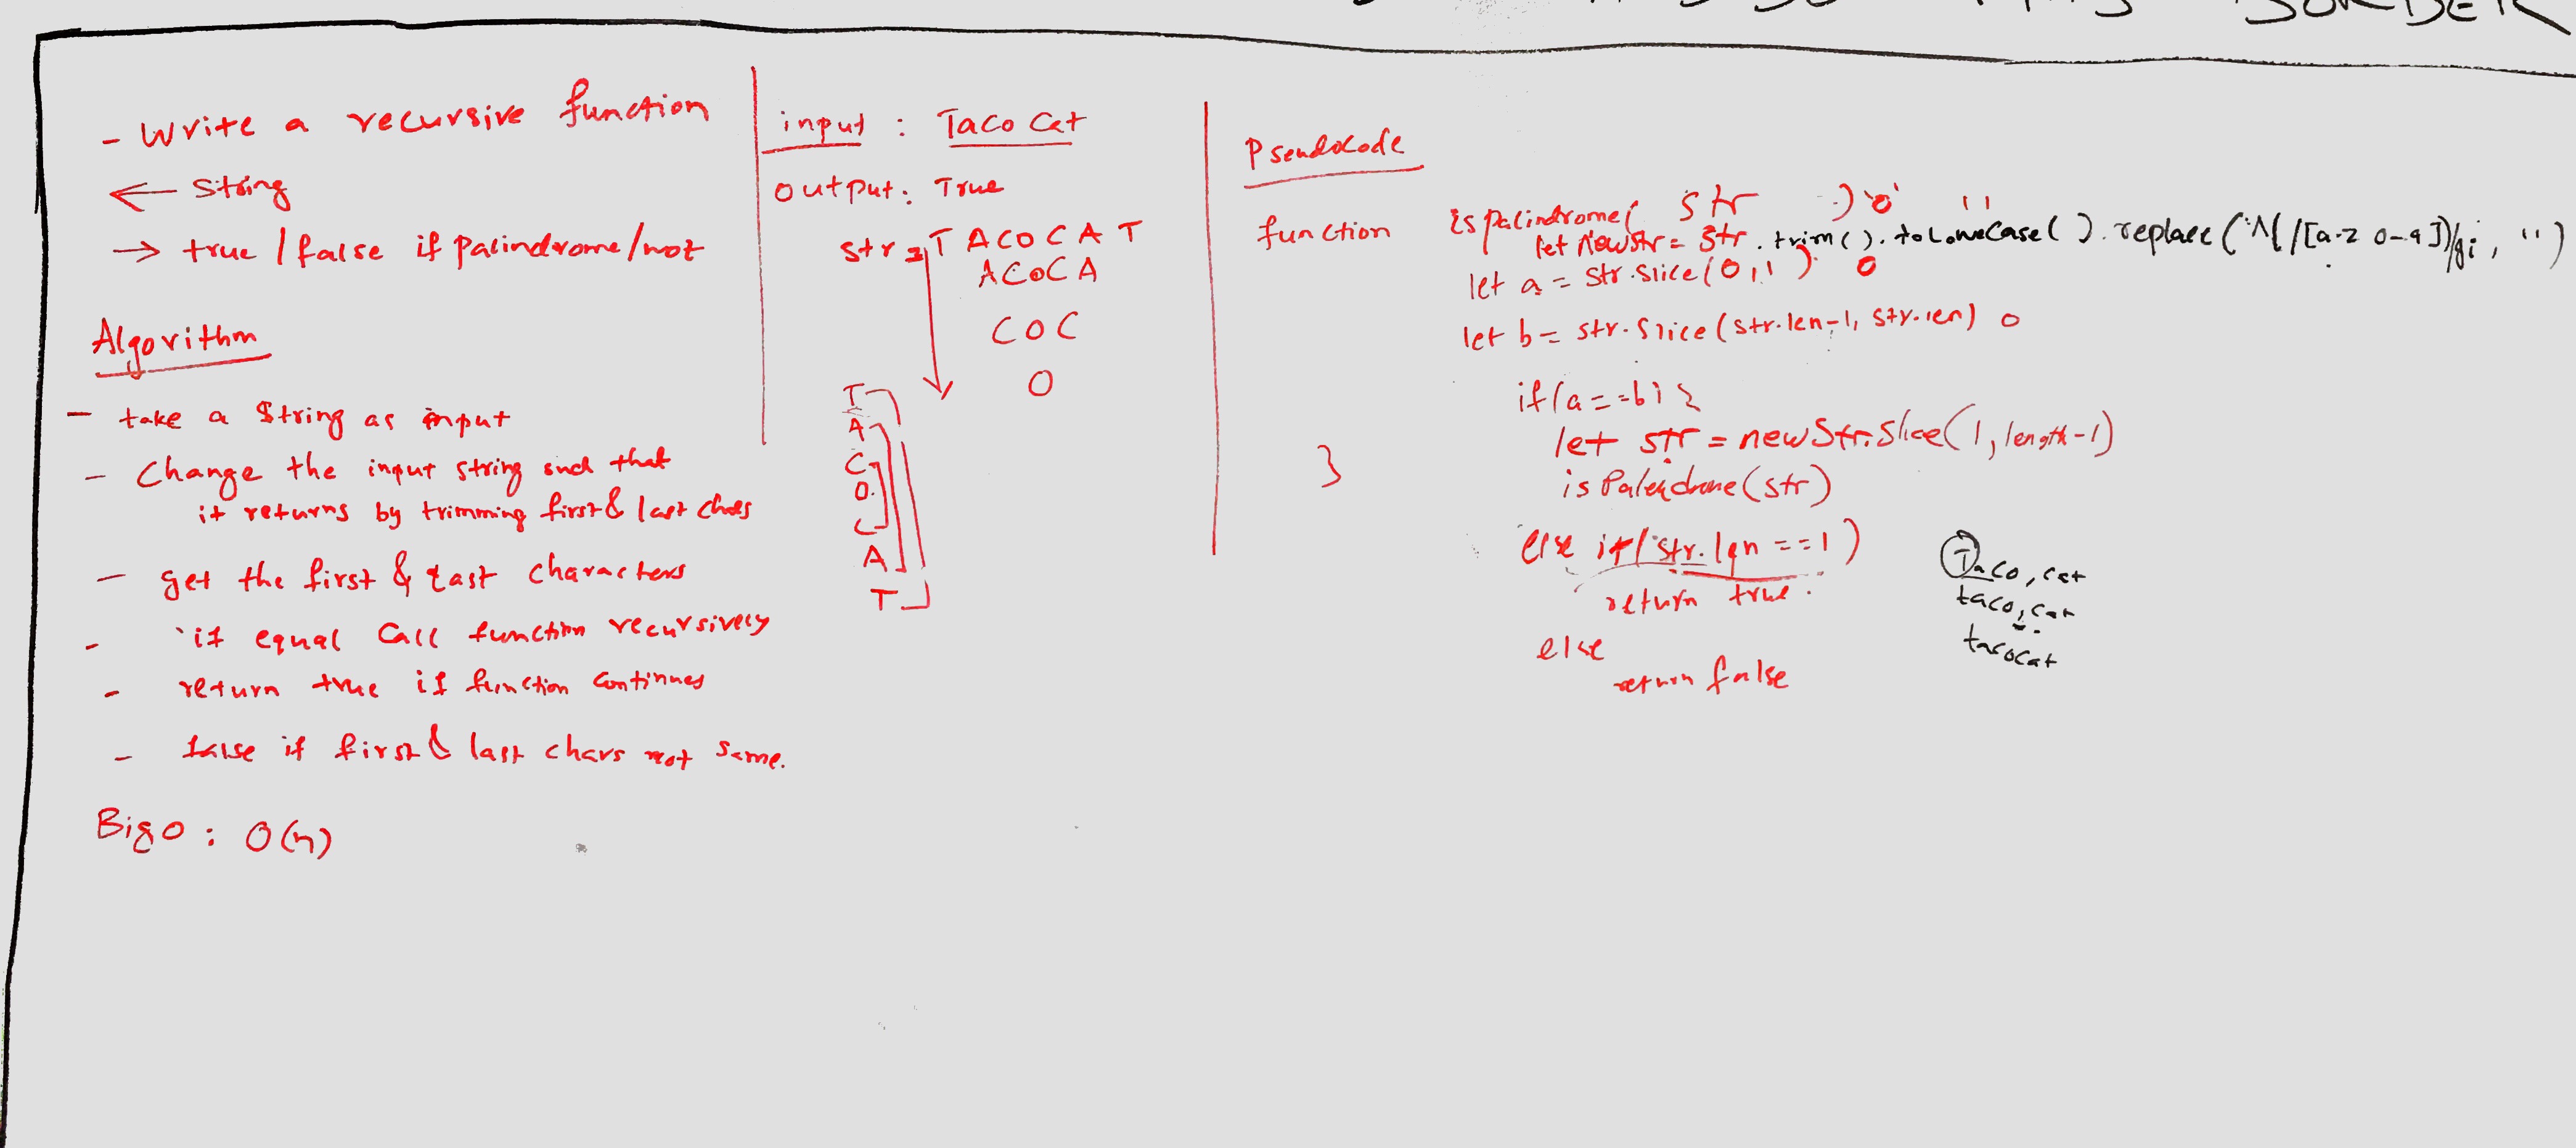 THIS BORDER
- Write a recursive function
← String
→ true / false if palindrome/not
Algorithm
- take a string as input
- Change the input string such that
it returns by trimming first & last chars
- get the first & last characters
- if equal Call function recursively
- return true if function continues
- false if first & last chars not same.
Big O : O(n)
input : Taco Cat
output : True
str = T A C O C A T
A C O C A
C O C
O
T
A
C
O
C
A
T
Pseudocode
function isPalindrome( str )
let newStr = str.trim().toLowerCase().replace( /[a-z 0-9])/gi, '')
let a = str.slice(0,1)
let b = str.slice(str.len-1, str.len)
if(a==b) {
let str = newStr.slice(1, length-1)
is Palendrome(str)
else if(str.len ==1)
return true.
else
return false
}
Taco, cat
taco, cat
tacocat